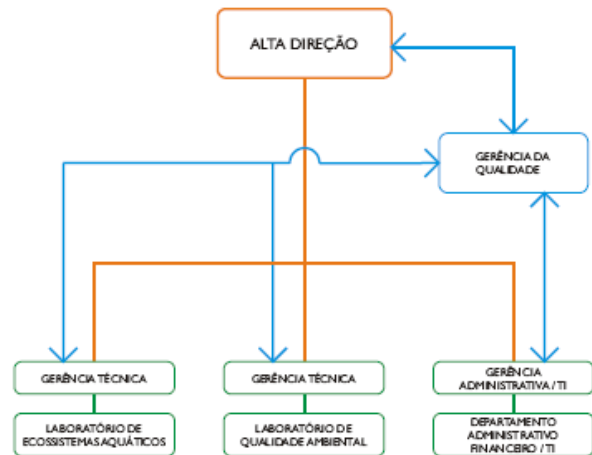 ALTA DIREÇÃO
GERÊNCIA DA
QUALIDADE
GERÊNCIA TÉCNICA
GERÊNCIA TÉCNICA
GERÊNCIA
ADMINISTRATIVA / TI
LABORATÓRIO DE
ECOSSISTEMAS AQUÁTICOS
LABORATÓRIO DE
QUALIDADE AMBIENTAL
DEPARTAMENTO
ADMINISTRATIVO
FINANCEIRO / TI